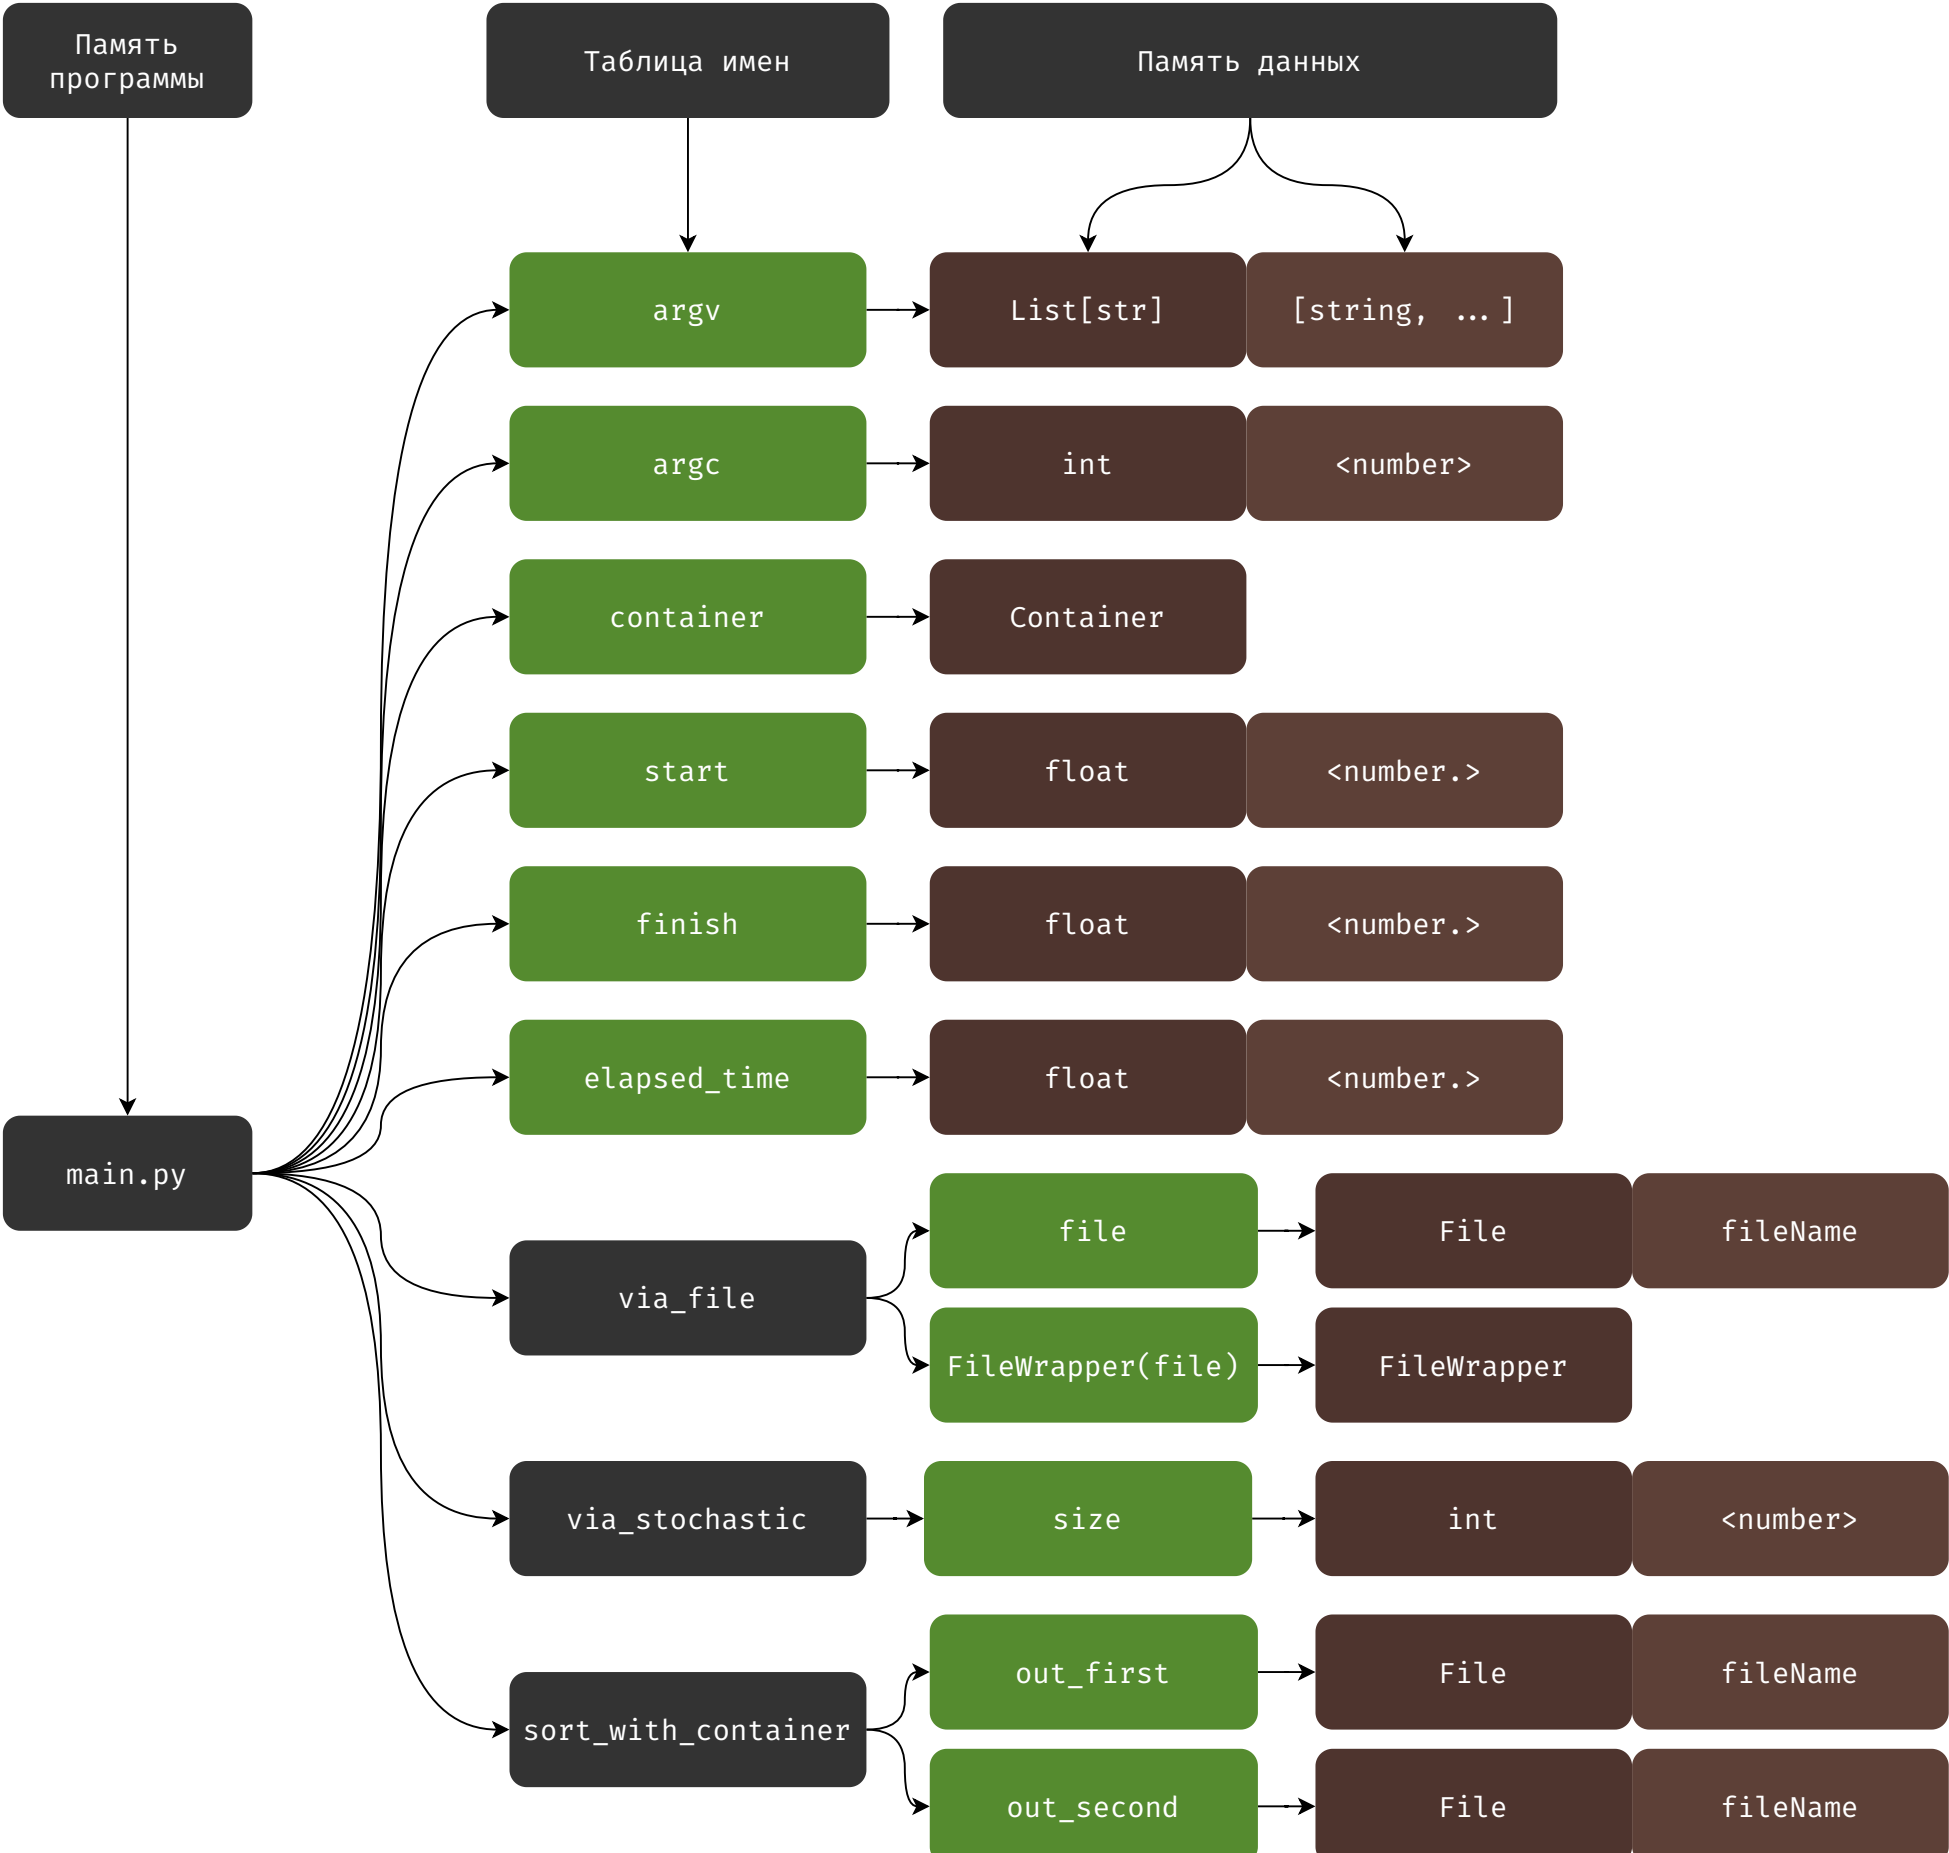 Память
программы
Таблица имен
Память данных
argv
List[str]
[string, ...]
argc
int
<number>
container
Container
start
float
<number.>
finish
float
<number.>
elapsed_time
float
<number.>
main.py
via_file
file
File
fileName
FileWrapper(file)
FileWrapper
via_stochastic
size
int
<number>
sort_with_container
out_first
File
fileName
out_second
File
fileName